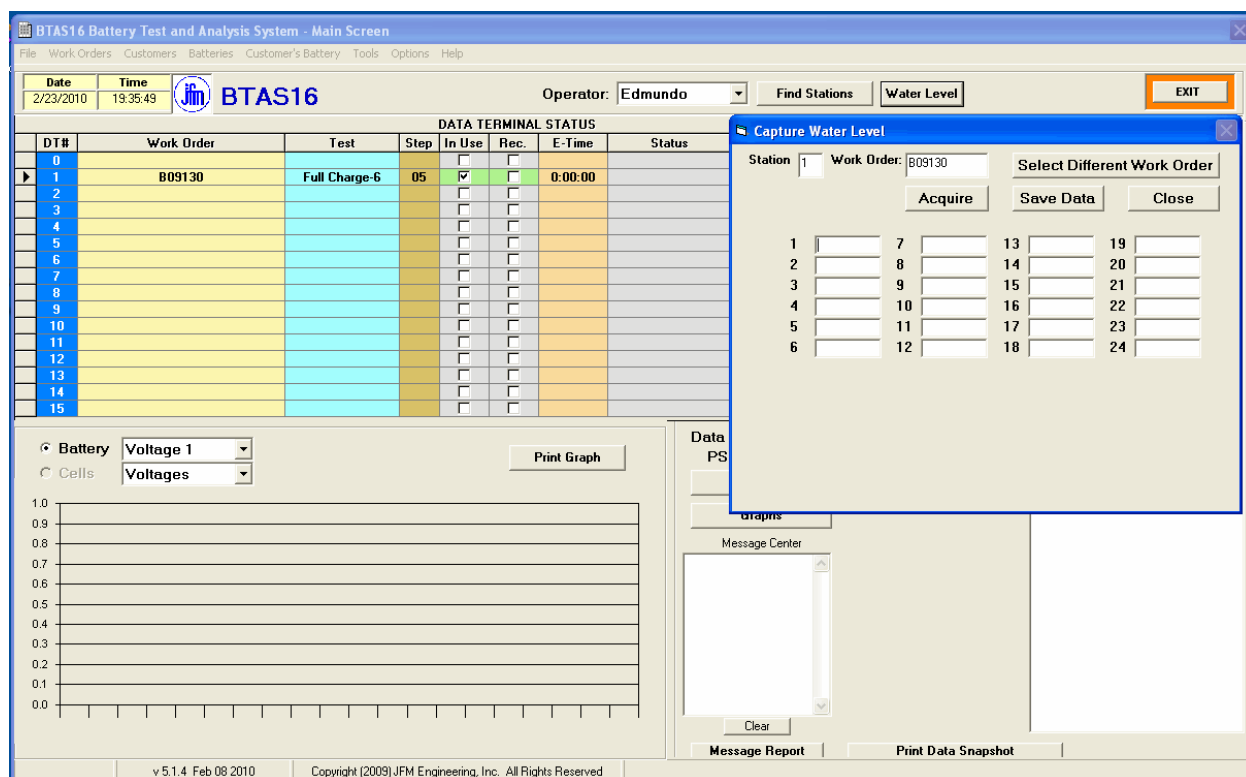 BTAS16 Battery Test and Analysis System - Main Screen
File Work Orders Customers Batteries Customer's Battery Tools Options Help
Date Time
2/23/2010 19:35:49 jfm BTAS16 Operator: Edmundo Find Stations Water Level EXIT
DATA TERMINAL STATUS
DT# Work Order Test Step In Use Rec. E-Time Status
0
1 B09130 Full Charge-6 05 0:00:00
2
3
4
5
6
7
8
9
10
11
12
13
14
15
Capture Water Level
Station 1 Work Order: B09130 Select Different Work Order
Acquire Save Data Close
1 7 13 19
2 8 14 20
3 9 15 21
4 10 16 22
5 11 17 23
6 12 18 24
Battery Voltage 1 Print Graph
Cells Voltages
1.0
0.9
0.8
0.7
0.6
0.5
0.4
0.3
0.2
0.1
0.0
Data
PS
Graphs
Message Center
Clear
Message Report Print Data Snapshot
v 5.1.4 Feb 08 2010 Copyright (2009) JFM Engineering, Inc. All Rights Reserved